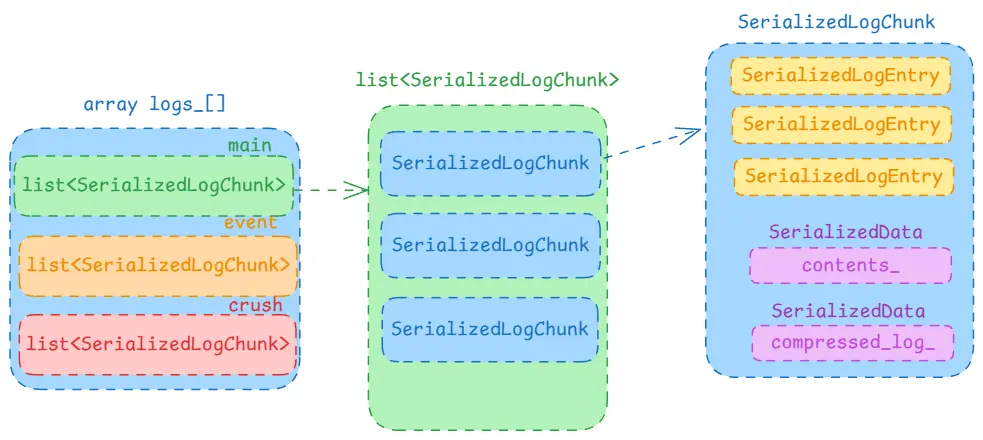 array logs_[]
main
list<SerializedLogChunk>
event
list<SerializedLogChunk>
crush
list<SerializedLogChunk>
list<SerializedLogChunk>
SerializedLogChunk
SerializedLogChunk
SerializedLogChunk
SerializedLogChunk
SerializedLogEntry
SerializedLogEntry
SerializedLogEntry
SerializedData
contents_
SerializedData
compressed_log_